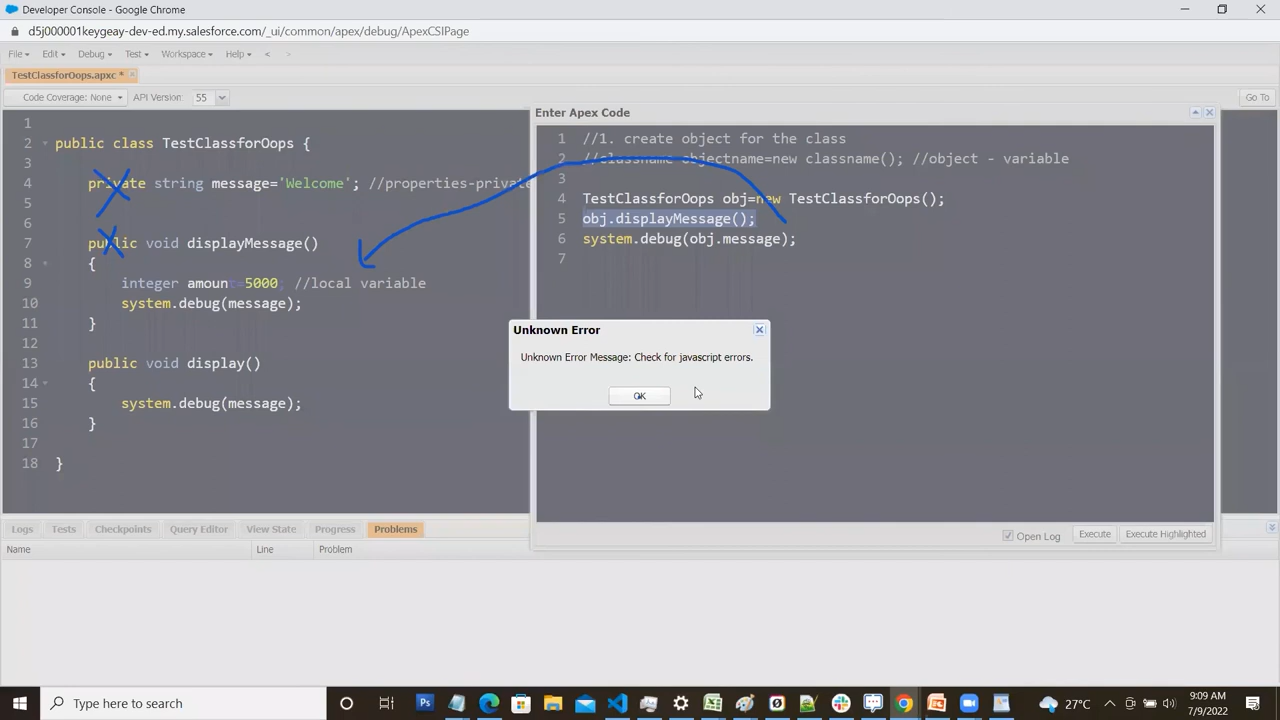 Developer Console - Google Chrome
d5j000001keygeay-dev-ed.my.salesforce.com/_ui/common/apex/debug/ApexCSIPage
File Edit Debug Test Workspace Help < >
TestClassforOops.apxc *
Code Coverage: None API Version: 55 Go To
1
2 public class TestClassforOops {
3
4 private string message='Welcome'; //properties-private
5
6
7 public void displayMessage()
8 {
9 integer amount=5000; //local variable
10 system.debug(message);
11 }
12
13 public void display()
14 {
15 system.debug(message);
16 }
17
18 }
Enter Apex Code
1 //1. create object for the class
2 //classname objectname=new classname(); //object - variable
3
4 TestClassforOops obj=new TestClassforOops();
5 obj.displayMessage();
6 system.debug(obj.message);
7
Unknown Error
Unknown Error Message: Check for javascript errors.
OK
Open Log Execute Execute Highlighted
Logs Tests Checkpoints Query Editor View State Progress Problems
Name Line Problem
Type here to search
27°C
9:09 AM
7/9/2022